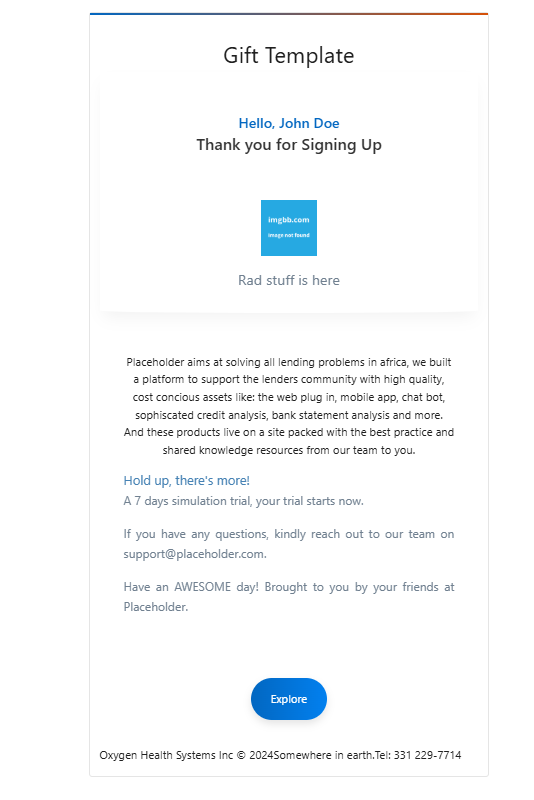 Gift Template
Hello, John Doe
Thank you for Signing Up
imgbb.com
image not found
Rad stuff is here
Placeholder aims at solving all lending problems in africa, we built
a platform to support the lenders community with high quality,
cost concious assets like: the web plug in, mobile app, chat bot,
sophiscated credit analysis, bank statement analysis and more.
And these products live on a site packed with the best practice and
shared knowledge resources from our team to you.
Hold up, there's more!
A 7 days simulation trial, your trial starts now.
If you have any questions, kindly reach out to our team on
support@placeholder.com.
Have an AWESOME day! Brought to you by your friends at
Placeholder.
Explore
Oxygen Health Systems Inc © 2024Somewhere in earth.Tel: 331 229-7714